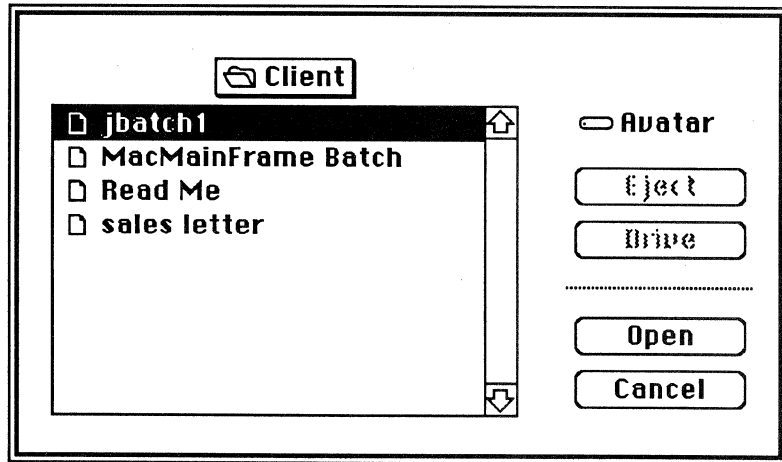 Client
jbatch1
MacMainFrame Batch
Read Me
sales letter
Avatar
Eject
Drive
Open
Cancel